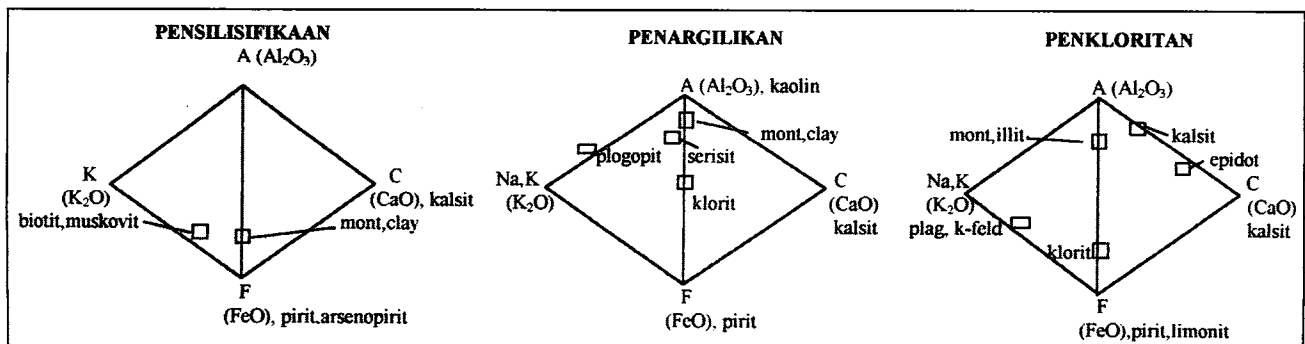 PENSILISIFIKAAN
A (Al₂O₃)
K
(K₂O)
C
(CaO), kalsit
biotit,muskovit
mont,clay
F
(FeO), pirit,arsenopirit
PENARGILIKAN
A (Al₂O₃), kaolin
mont,clay
plogopit
serisit
Na,K
(K₂O)
klorit
C
(CaO)
kalsit
F
(FeO), pirit
PENKLORITAN
A (Al₂O₃)
mont,illit
kalsit
epidot
Na,K
(K₂O)
plag, k-feld
C
(CaO)
kalsit
klorit
F
(FeO),pirit,limonit